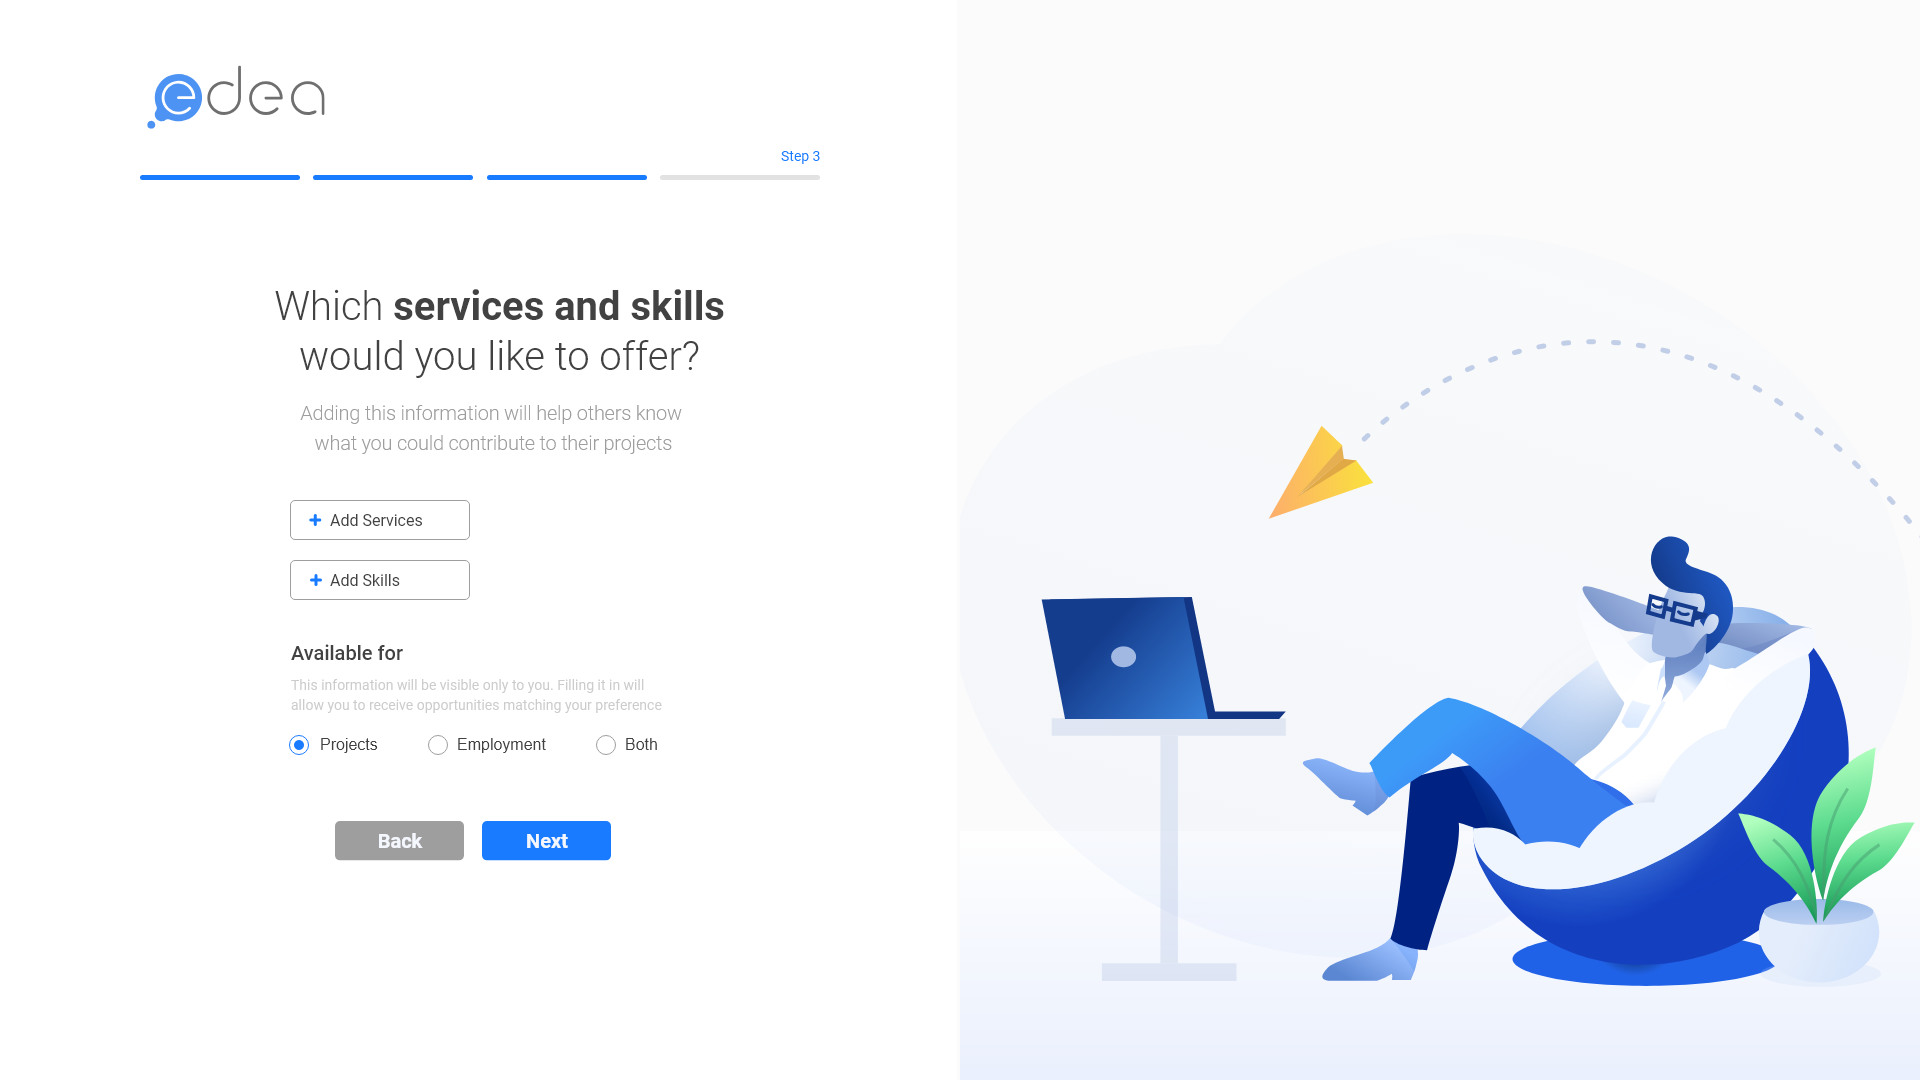 edea
Step 3
Which services and skills
would you like to offer?
Adding this information will help others know
what you could contribute to their projects
+ Add Services
+ Add Skills
Available for
This information will be visible only to you. Filling it in will
allow you to receive opportunities matching your preference
Projects Employment Both
Back Next